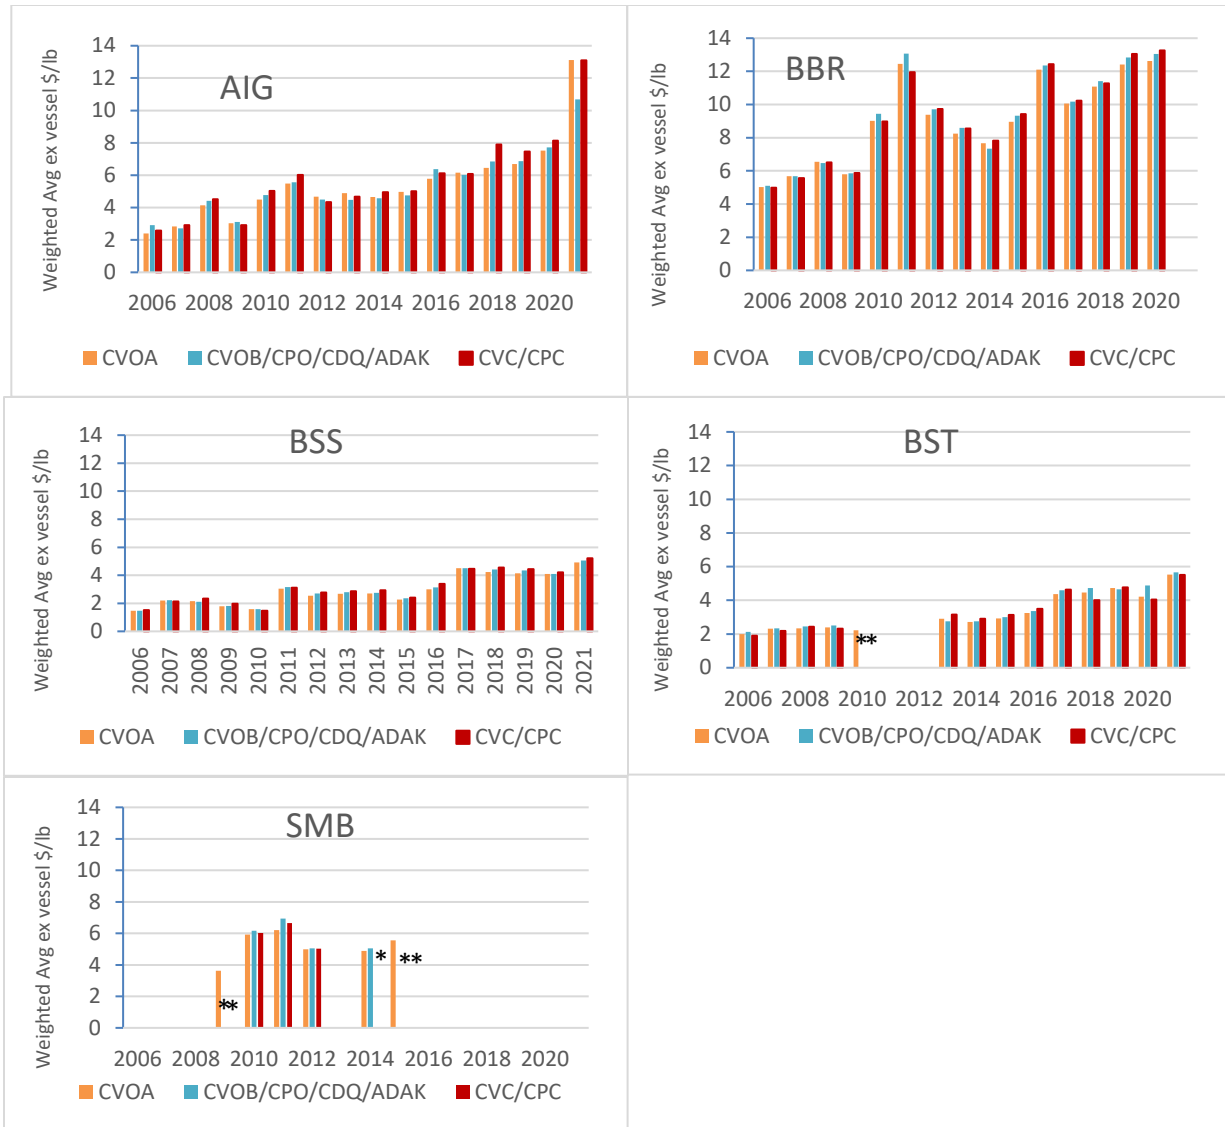 AIG
Weighted Avg ex vessel $/lb
14
12
10
8
6
4
2
0
2006 2008 2010 2012 2014 2016 2018 2020
CVOA CVOB/CPO/CDQ/ADAK CVC/CPC
BBR
Weighted Avg ex vessel $/lb
14
12
10
8
6
4
2
0
2006 2008 2010 2012 2014 2016 2018 2020
CVOA CVOB/CPO/CDQ/ADAK CVC/CPC
BSS
Weighted Avg ex vessel $/lb
14
12
10
8
6
4
2
0
2006 2007 2008 2009 2010 2011 2012 2013 2014 2015 2016 2017 2018 2019 2020 2021
CVOA CVOB/CPO/CDQ/ADAK CVC/CPC
BST
Weighted Avg ex vessel $/lb
14
12
10
8
6
4
2
0
**
2006 2008 2010 2012 2014 2016 2018 2020
CVOA CVOB/CPO/CDQ/ADAK CVC/CPC
SMB
Weighted Avg ex vessel $/lb
14
12
10
8
6
4
2
0
** * **
2006 2008 2010 2012 2014 2016 2018 2020
CVOA CVOB/CPO/CDQ/ADAK CVC/CPC